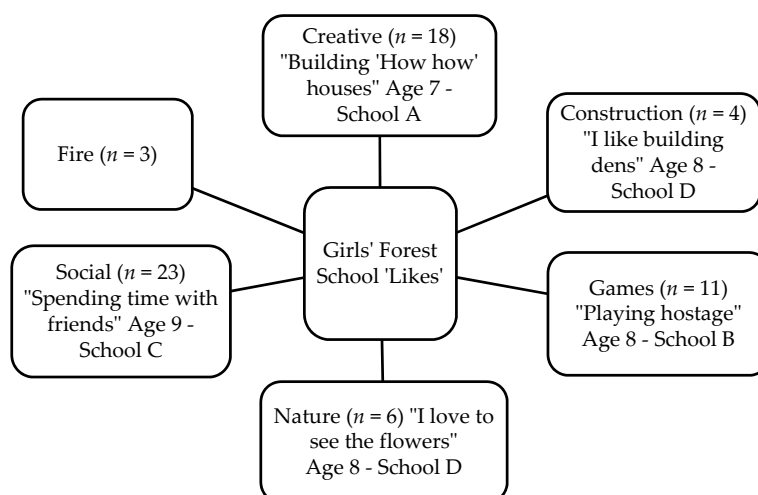 Creative (n = 18)
"Building 'How how'
houses" Age 7 -
School A
Construction (n = 4)
"I like building
dens" Age 8 -
School D
Fire (n = 3)
Girls' Forest
School 'Likes'
Social (n = 23)
"Spending time with
friends" Age 9 -
School C
Games (n = 11)
"Playing hostage"
Age 8 - School B
Nature (n = 6) "I love to
see the flowers"
Age 8 - School D